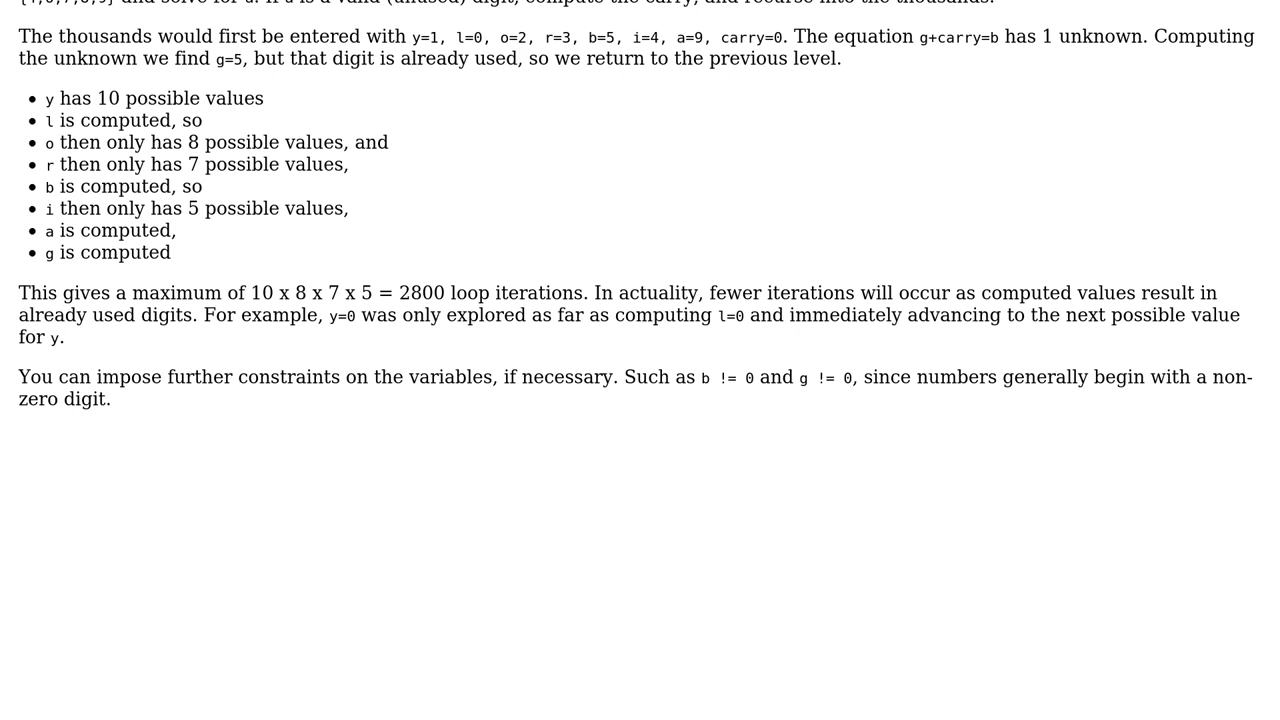 The thousands would first be entered with y=1, l=0, o=2, r=3, b=5, i=4, a=9, carry=0. The equation g+carry=b has 1 unknown. Computing
the unknown we find g=5, but that digit is already used, so we return to the previous level.
• y has 10 possible values
• l is computed, so
• o then only has 8 possible values, and
• r then only has 7 possible values,
• b is computed, so
• i then only has 5 possible values,
• a is computed,
• g is computed
This gives a maximum of 10 x 8 x 7 x 5 = 2800 loop iterations. In actuality, fewer iterations will occur as computed values result in
already used digits. For example, y=0 was only explored as far as computing l=0 and immediately advancing to the next possible value
for y.
You can impose further constraints on the variables, if necessary. Such as b != 0 and g != 0, since numbers generally begin with a non-
zero digit.